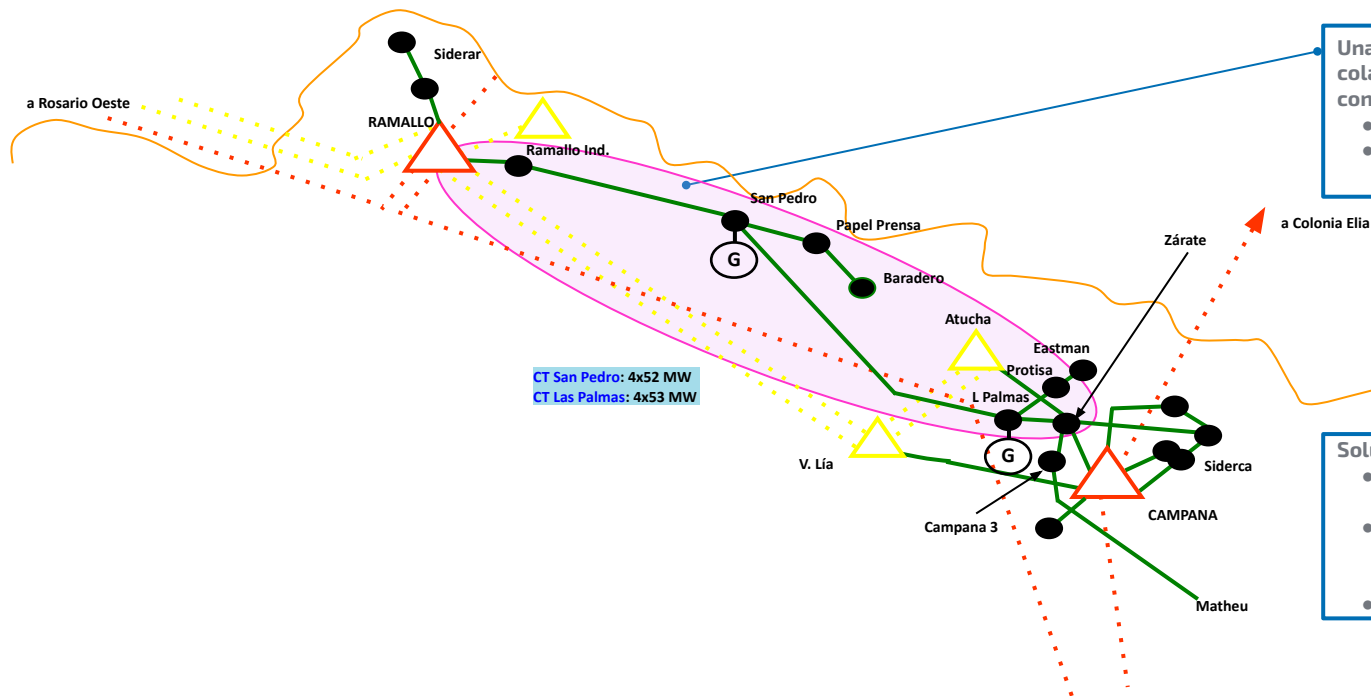 Siderar
a Rosario Oeste
RAMALLO
Ramallo Ind.
San Pedro
Papel Prensa
G
Baradero
Una
cola
con
a Colonia Elia
Zárate
Atucha
Eastman
Protisa
L Palmas
CT San Pedro: 4x52 MW
CT Las Palmas: 4x53 MW
G
V. Lía
Siderca
Campana 3
CAMPANA
Matheu
Solu